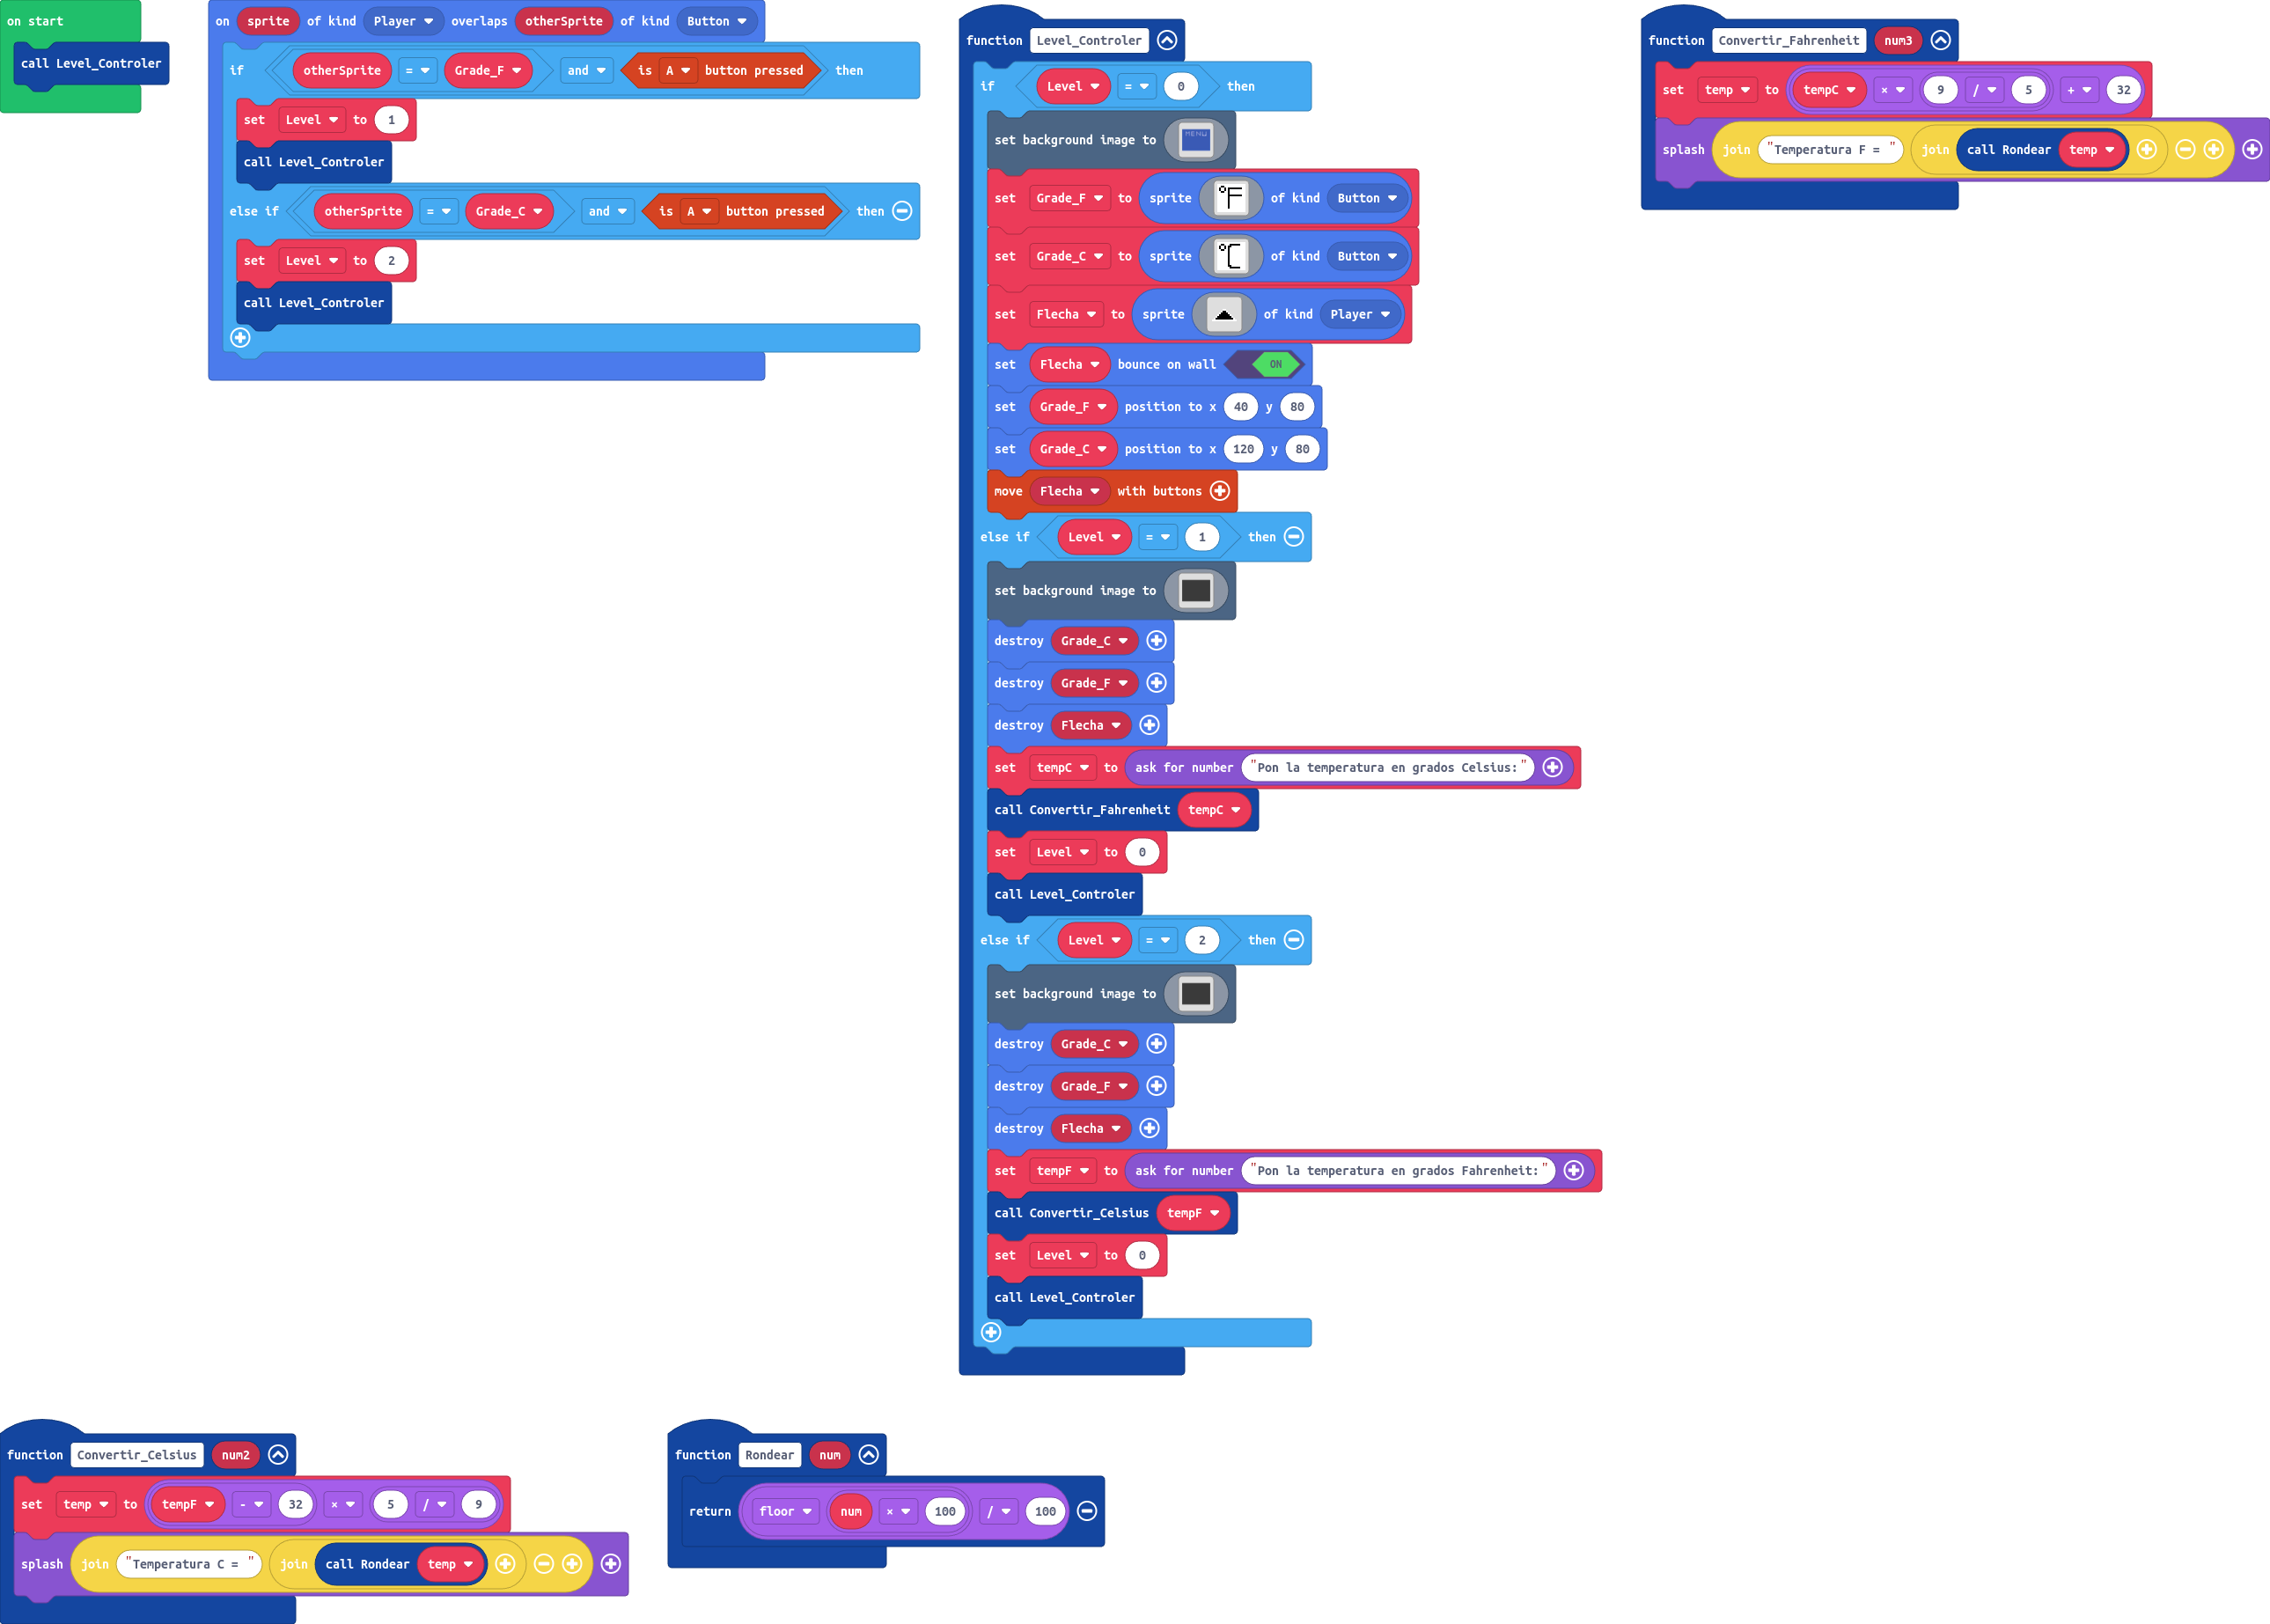 on start
call Level_Controler
on sprite of kind Player overlaps otherSprite of kind Button
if otherSprite = Grade_F and is A button pressed then
set Level to 1
call Level_Controler
else if otherSprite = Grade_C and is A button pressed then
set Level to 2
call Level_Controler
function Level_Controler
if Level = 0 then
set background image to MENU
set Grade_F to sprite °F of kind Button
set Grade_C to sprite °C of kind Button
set Flecha to sprite of kind Player
set Flecha bounce on wall ON
set Grade_F position to x 40 y 80
set Grade_C position to x 120 y 80
move Flecha with buttons
else if Level = 1 then
set background image to
destroy Grade_C
destroy Grade_F
destroy Flecha
set tempC to ask for number "Pon la temperatura en grados Celsius:"
call Convertir_Fahrenheit tempC
set Level to 0
call Level_Controler
else if Level = 2 then
set background image to
destroy Grade_C
destroy Grade_F
destroy Flecha
set tempF to ask for number "Pon la temperatura en grados Fahrenheit:"
call Convertir_Celsius tempF
set Level to 0
call Level_Controler
function Convertir_Fahrenheit num3
set temp to tempC × 9 / 5 + 32
splash join "Temperatura F = " join call Rondear temp
function Convertir_Celsius num2
set temp to tempF - 32 × 5 / 9
splash join "Temperatura C = " join call Rondear temp
function Rondear num
return floor num × 100 / 100